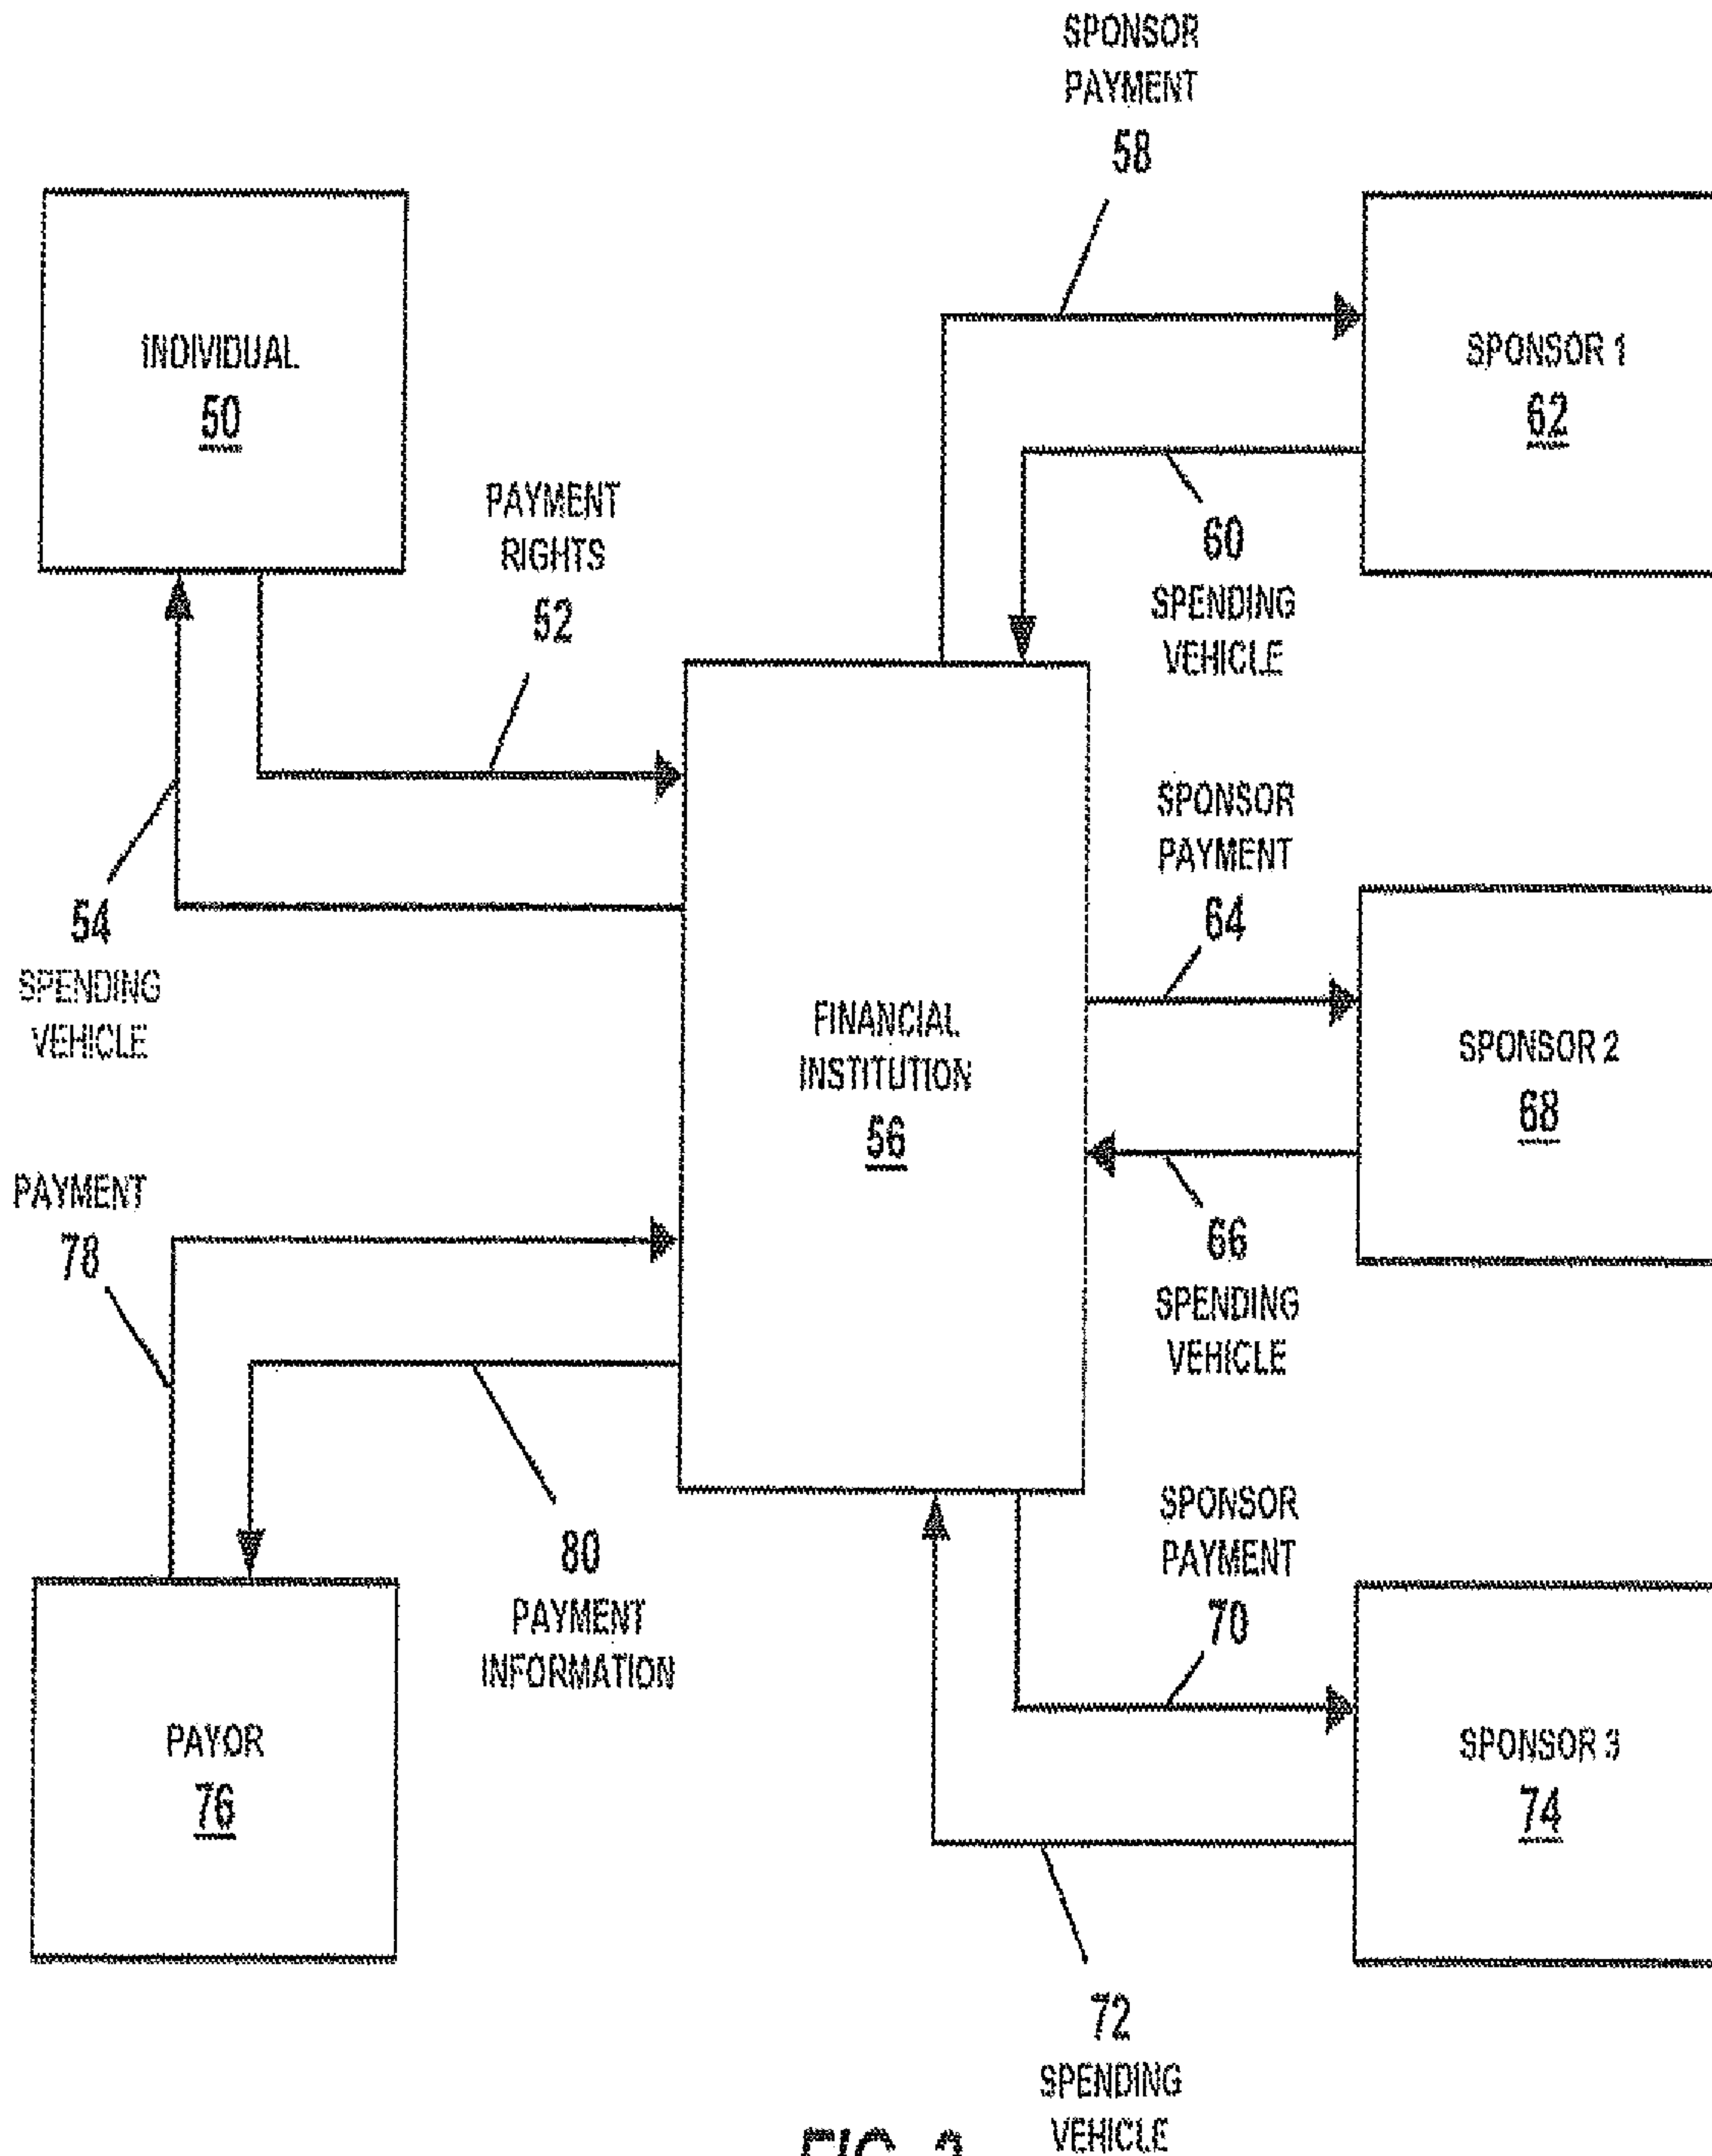 SPONSOR
PAYMENT
58
INDIVIDUAL
50
SPONSOR 1
62
PAYMENT
RIGHTS
52
60
SPENDING
VEHICLE
54
SPENDING
VEHICLE
SPONSOR
PAYMENT
64
FINANCIAL
INSTITUTION
56
SPONSOR 2
68
PAYMENT
78
66
SPENDING
VEHICLE
80
PAYMENT
INFORMATION
SPONSOR
PAYMENT
70
PAYOR
76
SPONSOR 3
74
72
SPENDING
VEHICLE